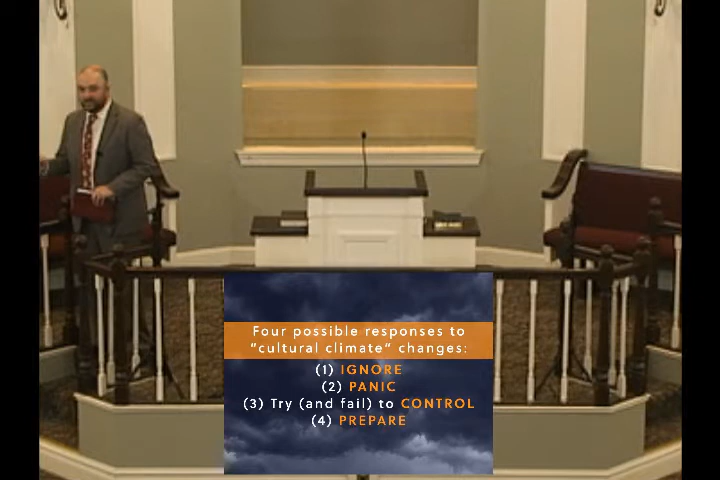 Four possible responses to
"cultural climate" changes:
(1) IGNORE
(2) PANIC
(3) Try (and fail) to CONTROL
(4) PREPARE